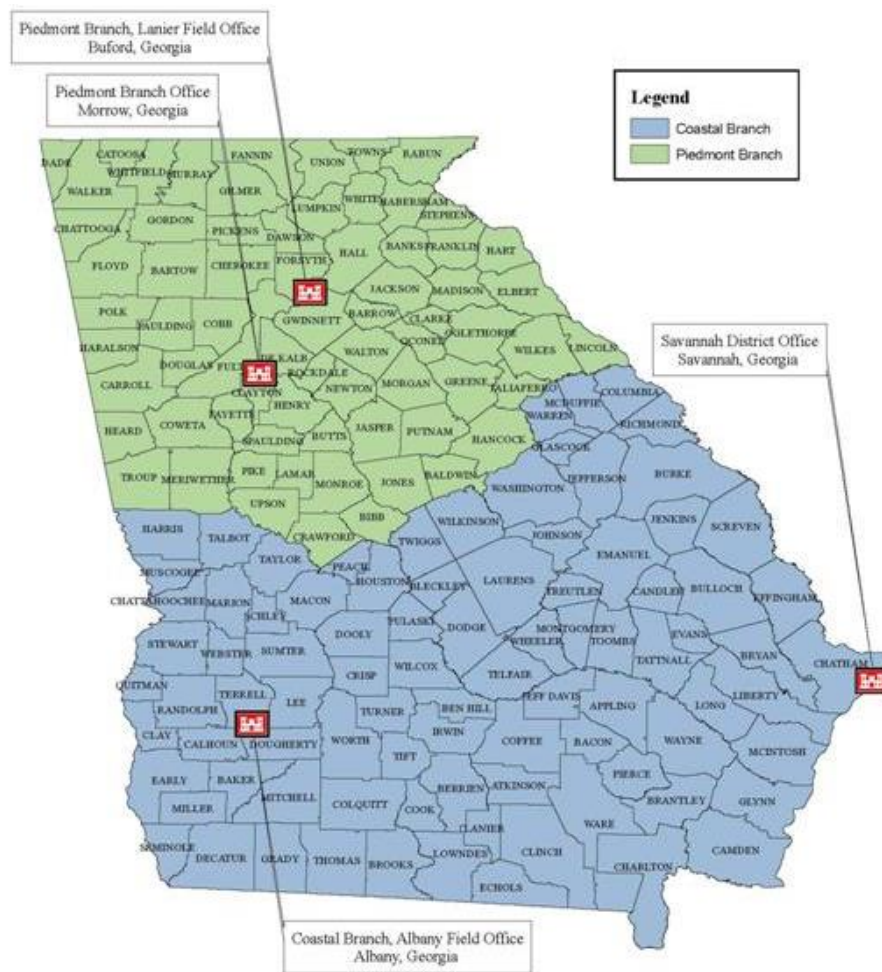 Piedmont Branch, Lanier Field Office
Buford, Georgia
Piedmont Branch Office
Morrow, Georgia
Legend
Coastal Branch
Piedmont Branch
Savannah District Office
Savannah, Georgia
DADE
CATOOSA
WHITFIELD
MURRAY
FANNIN
UNION
TOWNS
RABUN
WALKER
GILMER
LUMPKIN
WHITE
HABERSHAM
STEPHENS
CHATTOOGA
GORDON
PICKENS
DAWSON
HALL
BANKS
FRANKLIN
HART
FLOYD
BARTOW
CHEROKEE
FORSYTH
JACKSON
MADISON
ELBERT
POLK
PAULDING
COBB
GWINNETT
BARROW
CLARKE
OCONEE
OGLETHORPE
HARALSON
DOUGLAS
FUL
DE KALB
ROCKDALE
WALTON
WILKES
LINCOLN
CARROLL
CLAYTON
HENRY
NEWTON
MORGAN
GREENE
TALIAFERRO
HEARD
COWETA
FAYETTE
SPAULDING
BUTTS
JASPER
PUTNAM
HANCOCK
WARREN
MCDUFFIE
COLUMBIA
RICHMOND
TROUP
MERIWETHER
PIKE
LAMAR
MONROE
JONES
BALDWIN
GLASCOCK
WASHINGTON
JEFFERSON
BURKE
UPSON
BIBB
CRAWFORD
HARRIS
TALBOT
TAYLOR
PEACH
HOUSTON
TWIGGS
WILKINSON
JOHNSON
EMANUEL
JENKINS
SCREVEN
MUSCOGEE
CHATTAHOOCHEE
MARION
SCHLEY
MACON
BLECKLEY
LAURENS
TREUTLEN
CANDLER
BULLOCH
EFFINGHAM
STEWART
WEBSTER
SUMTER
DOOLY
PULASKI
DODGE
WHEELER
MONTGOMERY
TOOMBS
TATTNALL
EVANS
BRYAN
CHATHAM
QUITMAN
RANDOLPH
TERRELL
LEE
CRISP
WILCOX
TELFAIR
JEFF DAVIS
APPLING
LONG
LIBERTY
CLAY
CALHOUN
DOUGHERTY
WORTH
TURNER
BEN HILL
IRWIN
COFFEE
BACON
WAYNE
MCINTOSH
EARLY
BAKER
MITCHELL
TIFT
BERRIEN
ATKINSON
PIERCE
BRANTLEY
GLYNN
MILLER
COLQUITT
COOK
LANIER
WARE
SEMINOLE
DECATUR
GRADY
THOMAS
BROOKS
LOWNDES
CLINCH
ECHOLS
CHARLTON
CAMDEN
Coastal Branch, Albany Field Office
Albany, Georgia